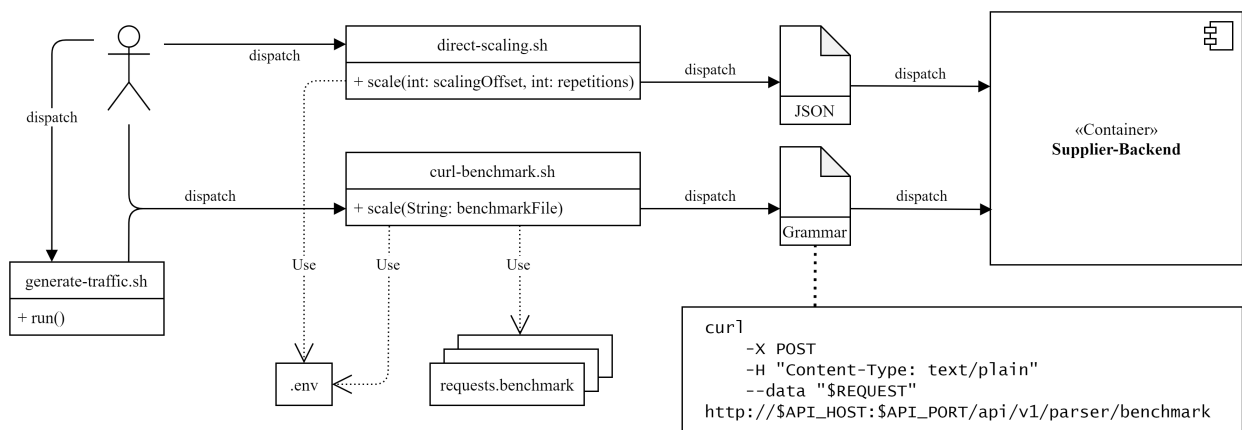 direct-scaling.sh
+ scale(int: scalingOffset, int: repetitions)
dispatch
dispatch
dispatch
dispatch
JSON
«Container»
Supplier-Backend
curl-benchmark.sh
+ scale(String: benchmarkFile)
dispatch
dispatch
dispatch
Grammar
generate-traffic.sh
+ run()
Use
Use
Use
.env
requests.benchmark
curl
-X POST
-H "Content-Type: text/plain"
--data "$REQUEST"
http://$API_HOST:$API_PORT/api/v1/parser/benchmark